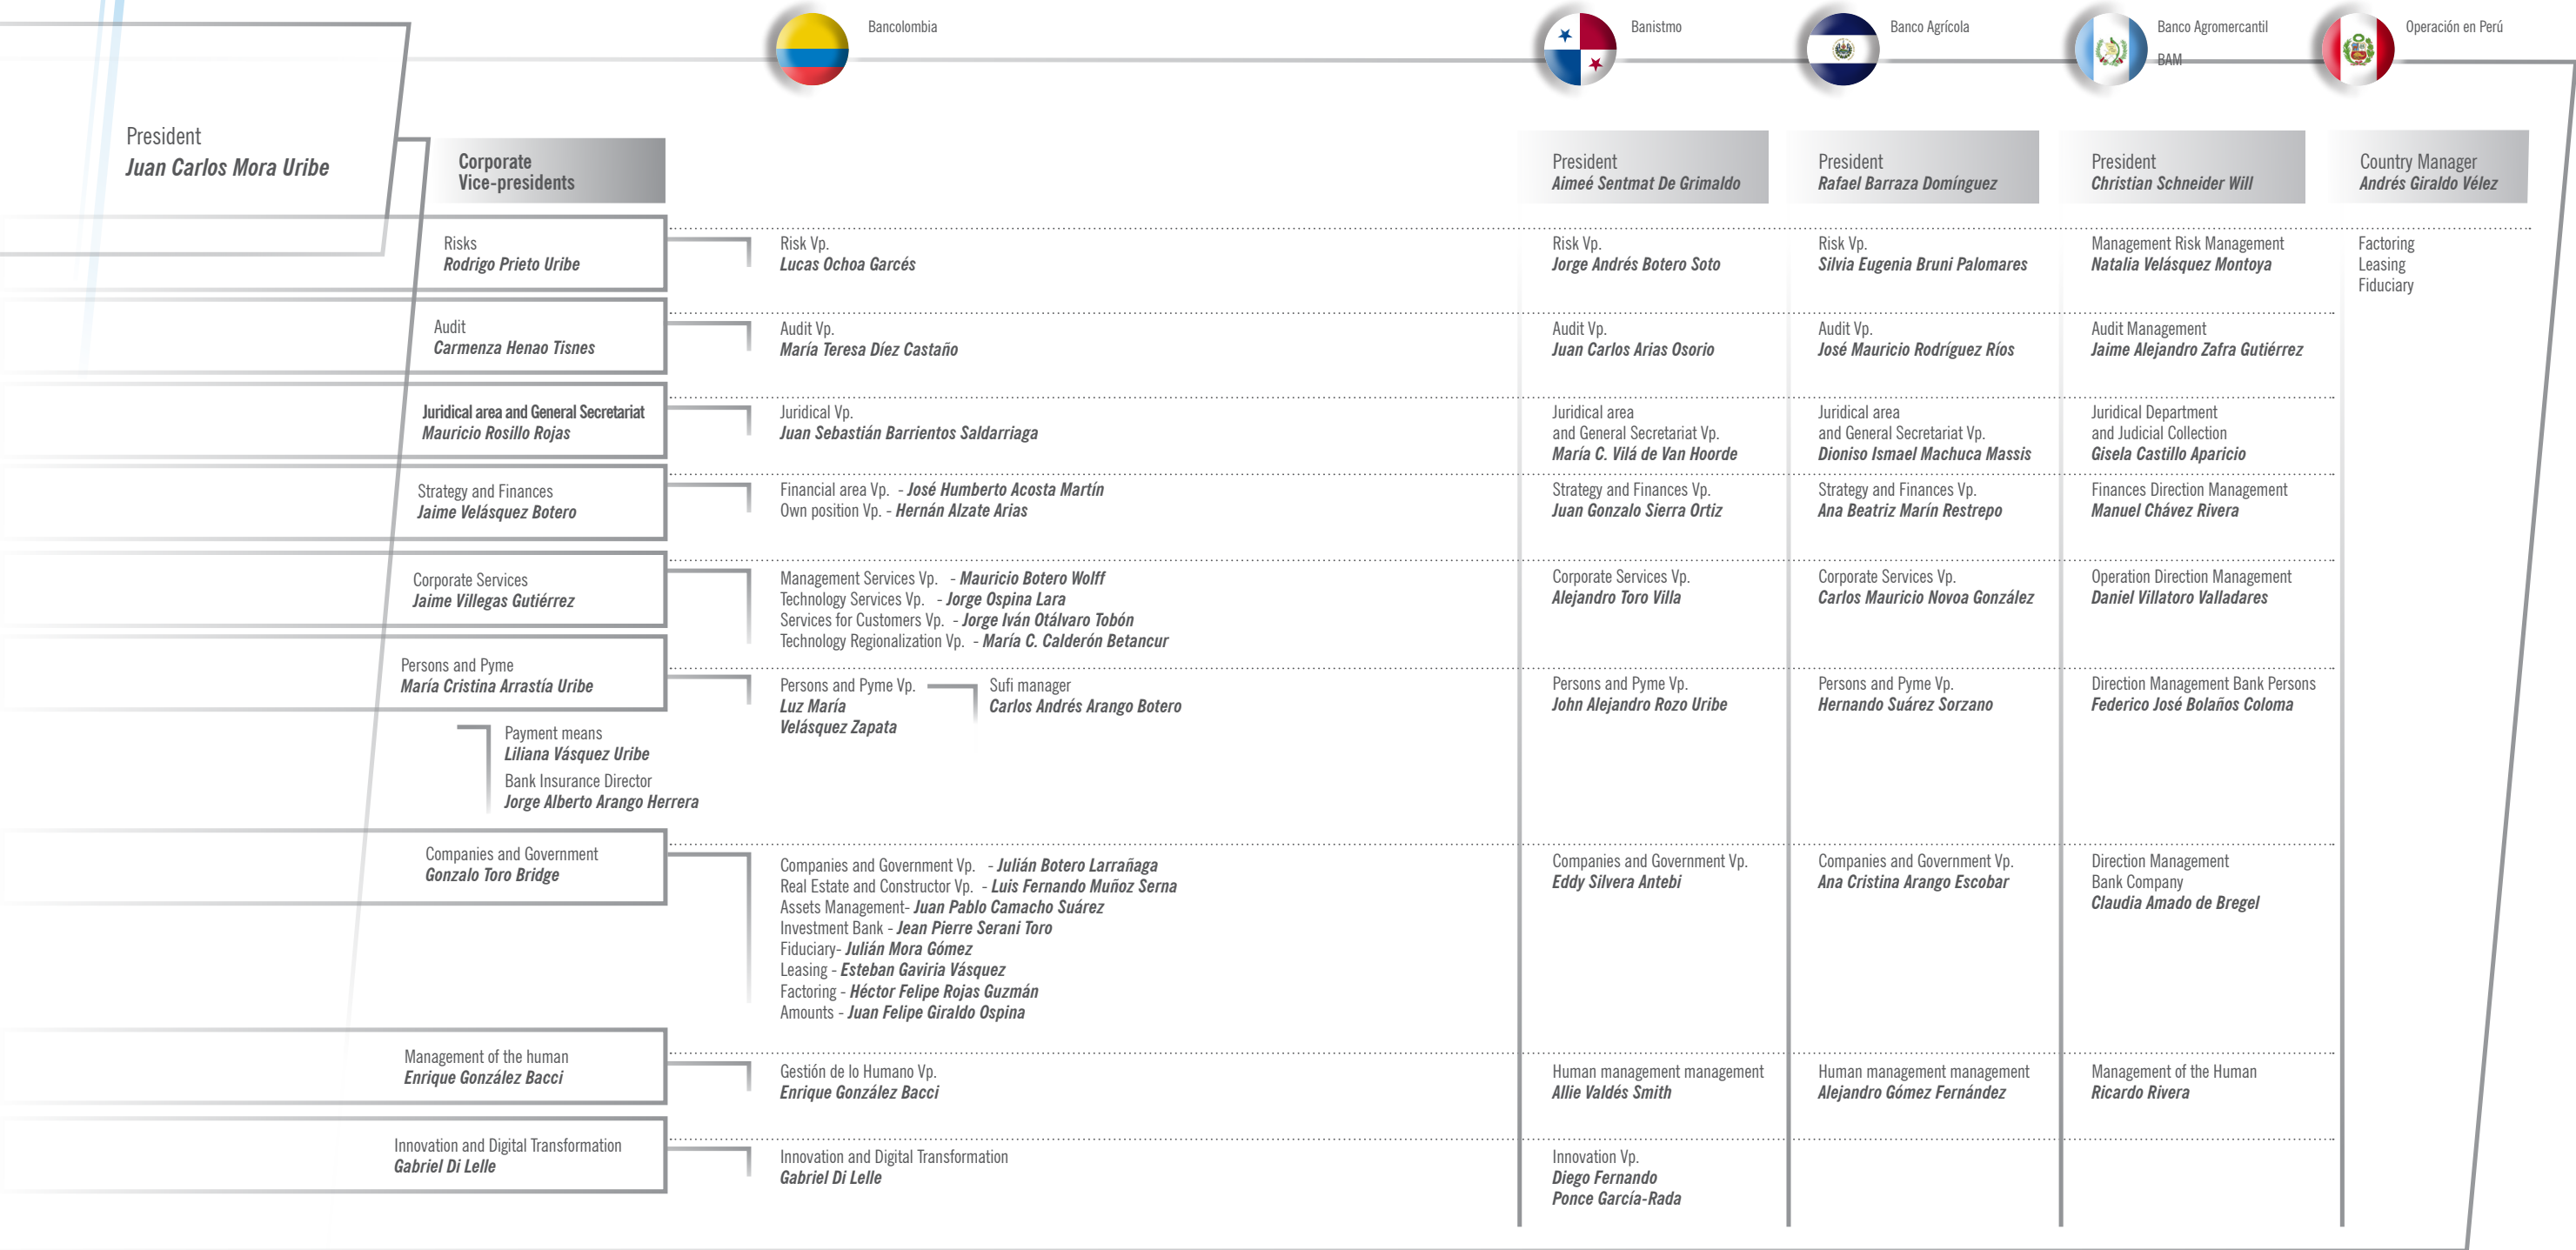 Bancolombia
Banistmo
Banco Agrícola
Banco Agromercantil
BAM
Operación en Perú
President
Juan Carlos Mora Uribe
Corporate
Vice-presidents
President
Aimeé Sentmat De Grimaldo
President
Rafael Barraza Domínguez
President
Christian Schneider Will
Country Manager
Andrés Giraldo Vélez
Risks
Rodrigo Prieto Uribe
Risk Vp.
Lucas Ochoa Garcés
Risk Vp.
Jorge Andrés Botero Soto
Risk Vp.
Silvia Eugenia Bruni Palomares
Management Risk Management
Natalia Velásquez Montoya
Factoring
Leasing
Fiduciary
Audit
Carmenza Henao Tisnes
Audit Vp.
María Teresa Díez Castaño
Audit Vp.
Juan Carlos Arias Osorio
Audit Vp.
José Mauricio Rodríguez Ríos
Audit Management
Jaime Alejandro Zafra Gutiérrez
Juridical area and General Secretariat
Mauricio Rosillo Rojas
Juridical Vp.
Juan Sebastián Barrientos Saldarriaga
Juridical area
and General Secretariat Vp.
María C. Vilá de Van Hoorde
Juridical area
and General Secretariat Vp.
Dioniso Ismael Machuca Massis
Juridical Department
and Judicial Collection
Gisela Castillo Aparicio
Strategy and Finances
Jaime Velásquez Botero
Financial area Vp. - José Humberto Acosta Martín
Own position Vp. - Hernán Alzate Arias
Strategy and Finances Vp.
Juan Gonzalo Sierra Ortiz
Strategy and Finances Vp.
Ana Beatriz Marín Restrepo
Finances Direction Management
Manuel Chávez Rivera
Corporate Services
Jaime Villegas Gutiérrez
Management Services Vp. - Mauricio Botero Wolff
Technology Services Vp. - Jorge Ospina Lara
Services for Customers Vp. - Jorge Iván Otálvaro Tobón
Technology Regionalization Vp. - María C. Calderón Betancur
Corporate Services Vp.
Alejandro Toro Villa
Corporate Services Vp.
Carlos Mauricio Novoa González
Operation Direction Management
Daniel Villatoro Valladares
Persons and Pyme
María Cristina Arrastía Uribe
Persons and Pyme Vp.
Luz María
Velásquez Zapata
Sufi manager
Carlos Andrés Arango Botero
Persons and Pyme Vp.
John Alejandro Rozo Uribe
Persons and Pyme Vp.
Hernando Suárez Sorzano
Direction Management Bank Persons
Federico José Bolaños Coloma
Payment means
Liliana Vásquez Uribe
Bank Insurance Director
Jorge Alberto Arango Herrera
Companies and Government
Gonzalo Toro Bridge
Companies and Government Vp. - Julián Botero Larrañaga
Real Estate and Constructor Vp. - Luis Fernando Muñoz Serna
Assets Management- Juan Pablo Camacho Suárez
Investment Bank - Jean Pierre Serani Toro
Fiduciary- Julián Mora Gómez
Leasing - Esteban Gaviria Vásquez
Factoring - Héctor Felipe Rojas Guzmán
Amounts - Juan Felipe Giraldo Ospina
Companies and Government Vp.
Eddy Silvera Antebi
Companies and Government Vp.
Ana Cristina Arango Escobar
Direction Management
Bank Company
Claudia Amado de Bregel
Management of the human
Enrique González Bacci
Gestión de lo Humano Vp.
Enrique González Bacci
Human management management
Allie Valdés Smith
Human management management
Alejandro Gómez Fernández
Management of the Human
Ricardo Rivera
Innovation and Digital Transformation
Gabriel Di Lelle
Innovation and Digital Transformation
Gabriel Di Lelle
Innovation Vp.
Diego Fernando
Ponce García-Rada